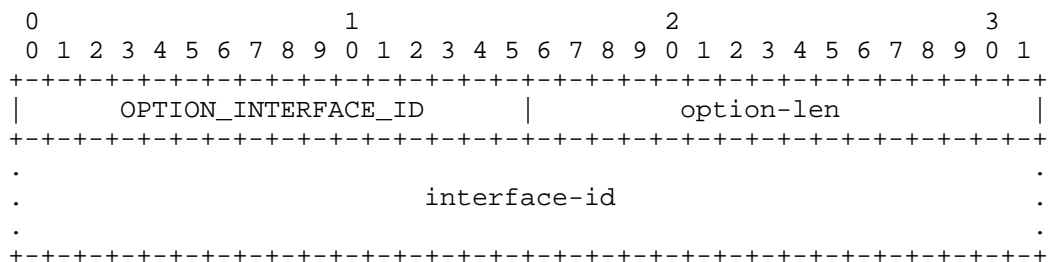 0                   1                   2                   3
 0 1 2 3 4 5 6 7 8 9 0 1 2 3 4 5 6 7 8 9 0 1 2 3 4 5 6 7 8 9 0 1
+-+-+-+-+-+-+-+-+-+-+-+-+-+-+-+-+-+-+-+-+-+-+-+-+-+-+-+-+-+-+-+-+
|      OPTION_INTERFACE_ID      |         option-len            |
+-+-+-+-+-+-+-+-+-+-+-+-+-+-+-+-+-+-+-+-+-+-+-+-+-+-+-+-+-+-+-+-+
.                                                               .
.                         interface-id                          .
.                                                               .
+-+-+-+-+-+-+-+-+-+-+-+-+-+-+-+-+-+-+-+-+-+-+-+-+-+-+-+-+-+-+-+-+